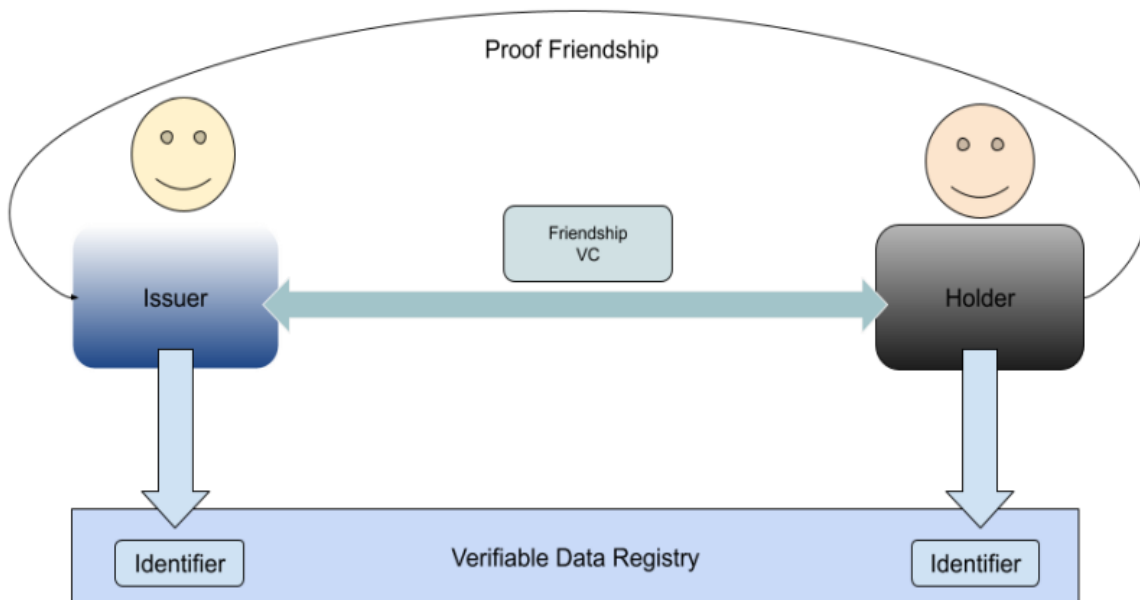 Proof Friendship
Friendship
VC
Issuer
Holder
Identifier
Verifiable Data Registry
Identifier